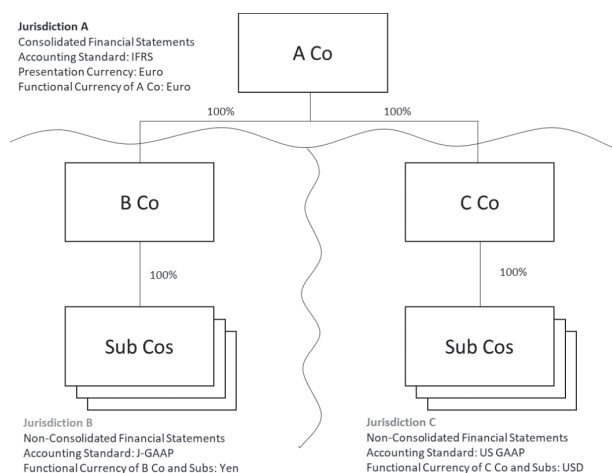 Jurisdiction A
Consolidated Financial Statements
Accounting Standard: IFRS
Presentation Currency: Euro
Functional Currency of A Co: Euro
A Co
100%
100%
B Co
C Co
100%
100%
Sub Cos
Sub Cos
Jurisdiction B
Non-Consolidated Financial Statements
Accounting Standard: J-GAAP
Functional Currency of B Co and Subs: Yen
Jurisdiction C
Non-Consolidated Financial Statements
Accounting Standard: US GAAP
Functional Currency of C Co and Subs: USD